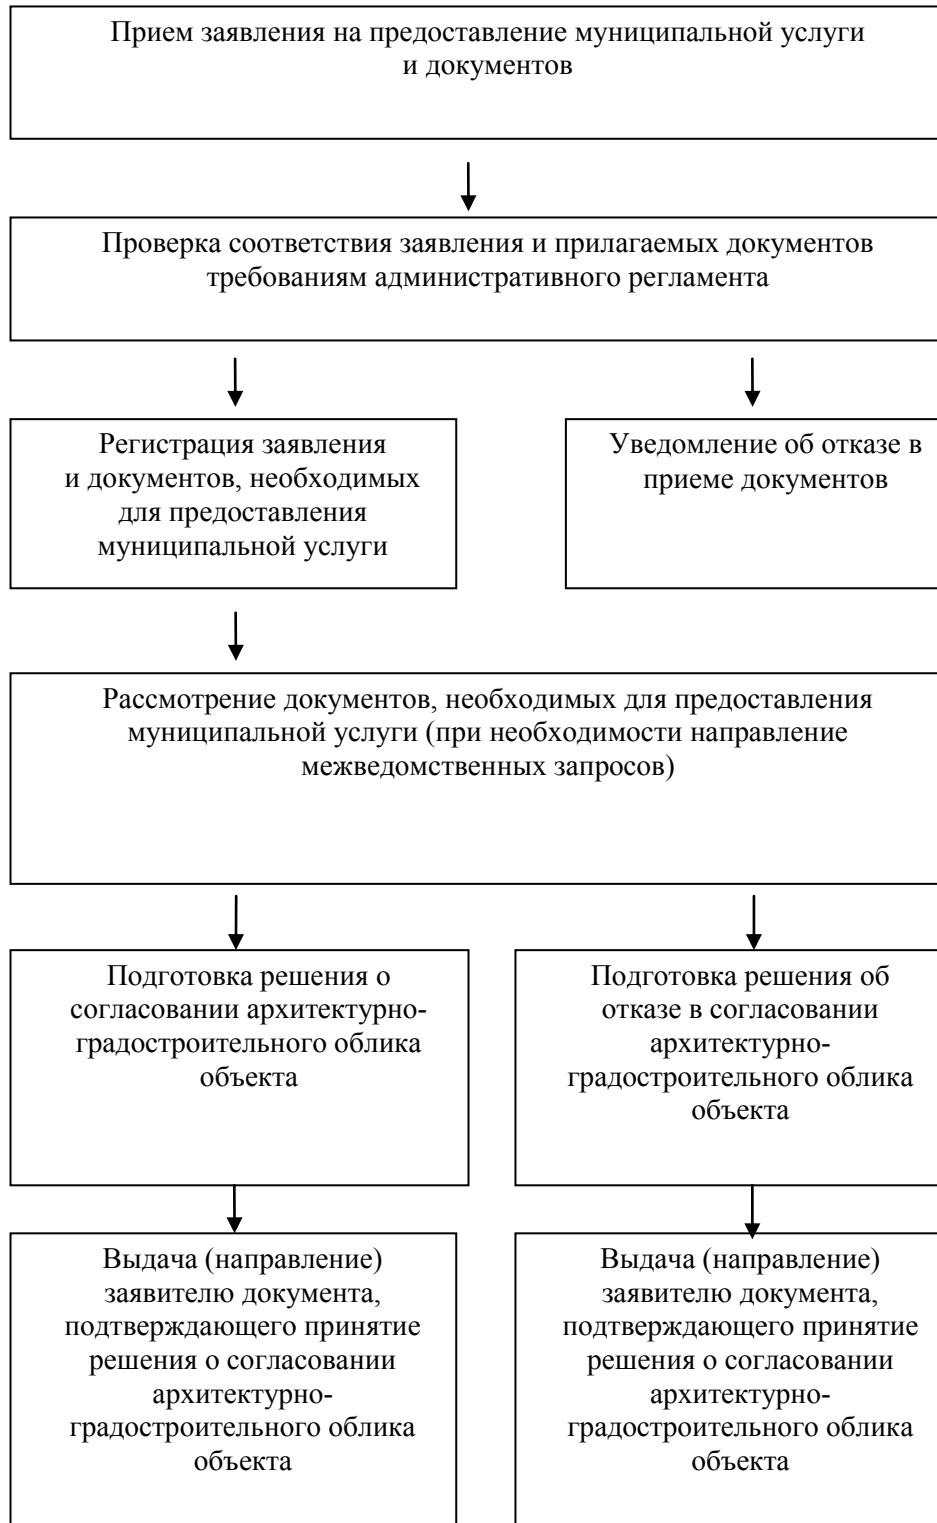 Прием заявления на предоставление муниципальной услуги
и документов
Проверка соответствия заявления и прилагаемых документов
требованиям административного регламента
Регистрация заявления
и документов, необходимых
для предоставления
муниципальной услуги
Уведомление об отказе в
приеме документов
Рассмотрение документов, необходимых для предоставления
муниципальной услуги (при необходимости направление
межведомственных запросов)
Подготовка решения о
согласовании архитектурно-
градостроительного облика
объекта
Подготовка решения об
отказе в согласовании
архитектурно-
градостроительного облика
объекта
Выдача (направление)
заявителю документа,
подтверждающего принятие
решения о согласовании
архитектурно-
градостроительного облика
объекта
Выдача (направление)
заявителю документа,
подтверждающего принятие
решения о согласовании
архитектурно-
градостроительного облика
объекта